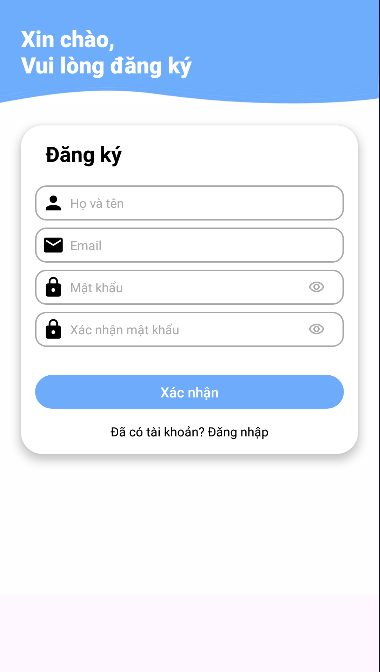 Xin chào,
Vui lòng đăng ký
Đăng ký
Họ và tên
Email
Mật khẩu
Xác nhận mật khẩu
Xác nhận
Đã có tài khoản? Đăng nhập